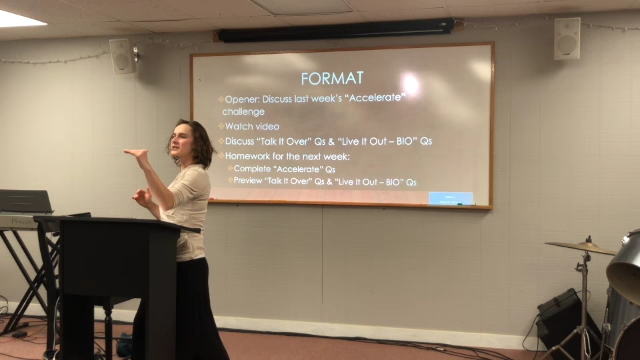 FORMAT
Opener: Discuss last week's "Accelerate"
challenge
Watch video
Discuss "Talk It Over" Qs & "Live It Out – BIO" Qs
Homework for the next week:
Complete "Accelerate" Qs
Preview "Talk It Over" Qs & "Live It Out – BIO" Qs